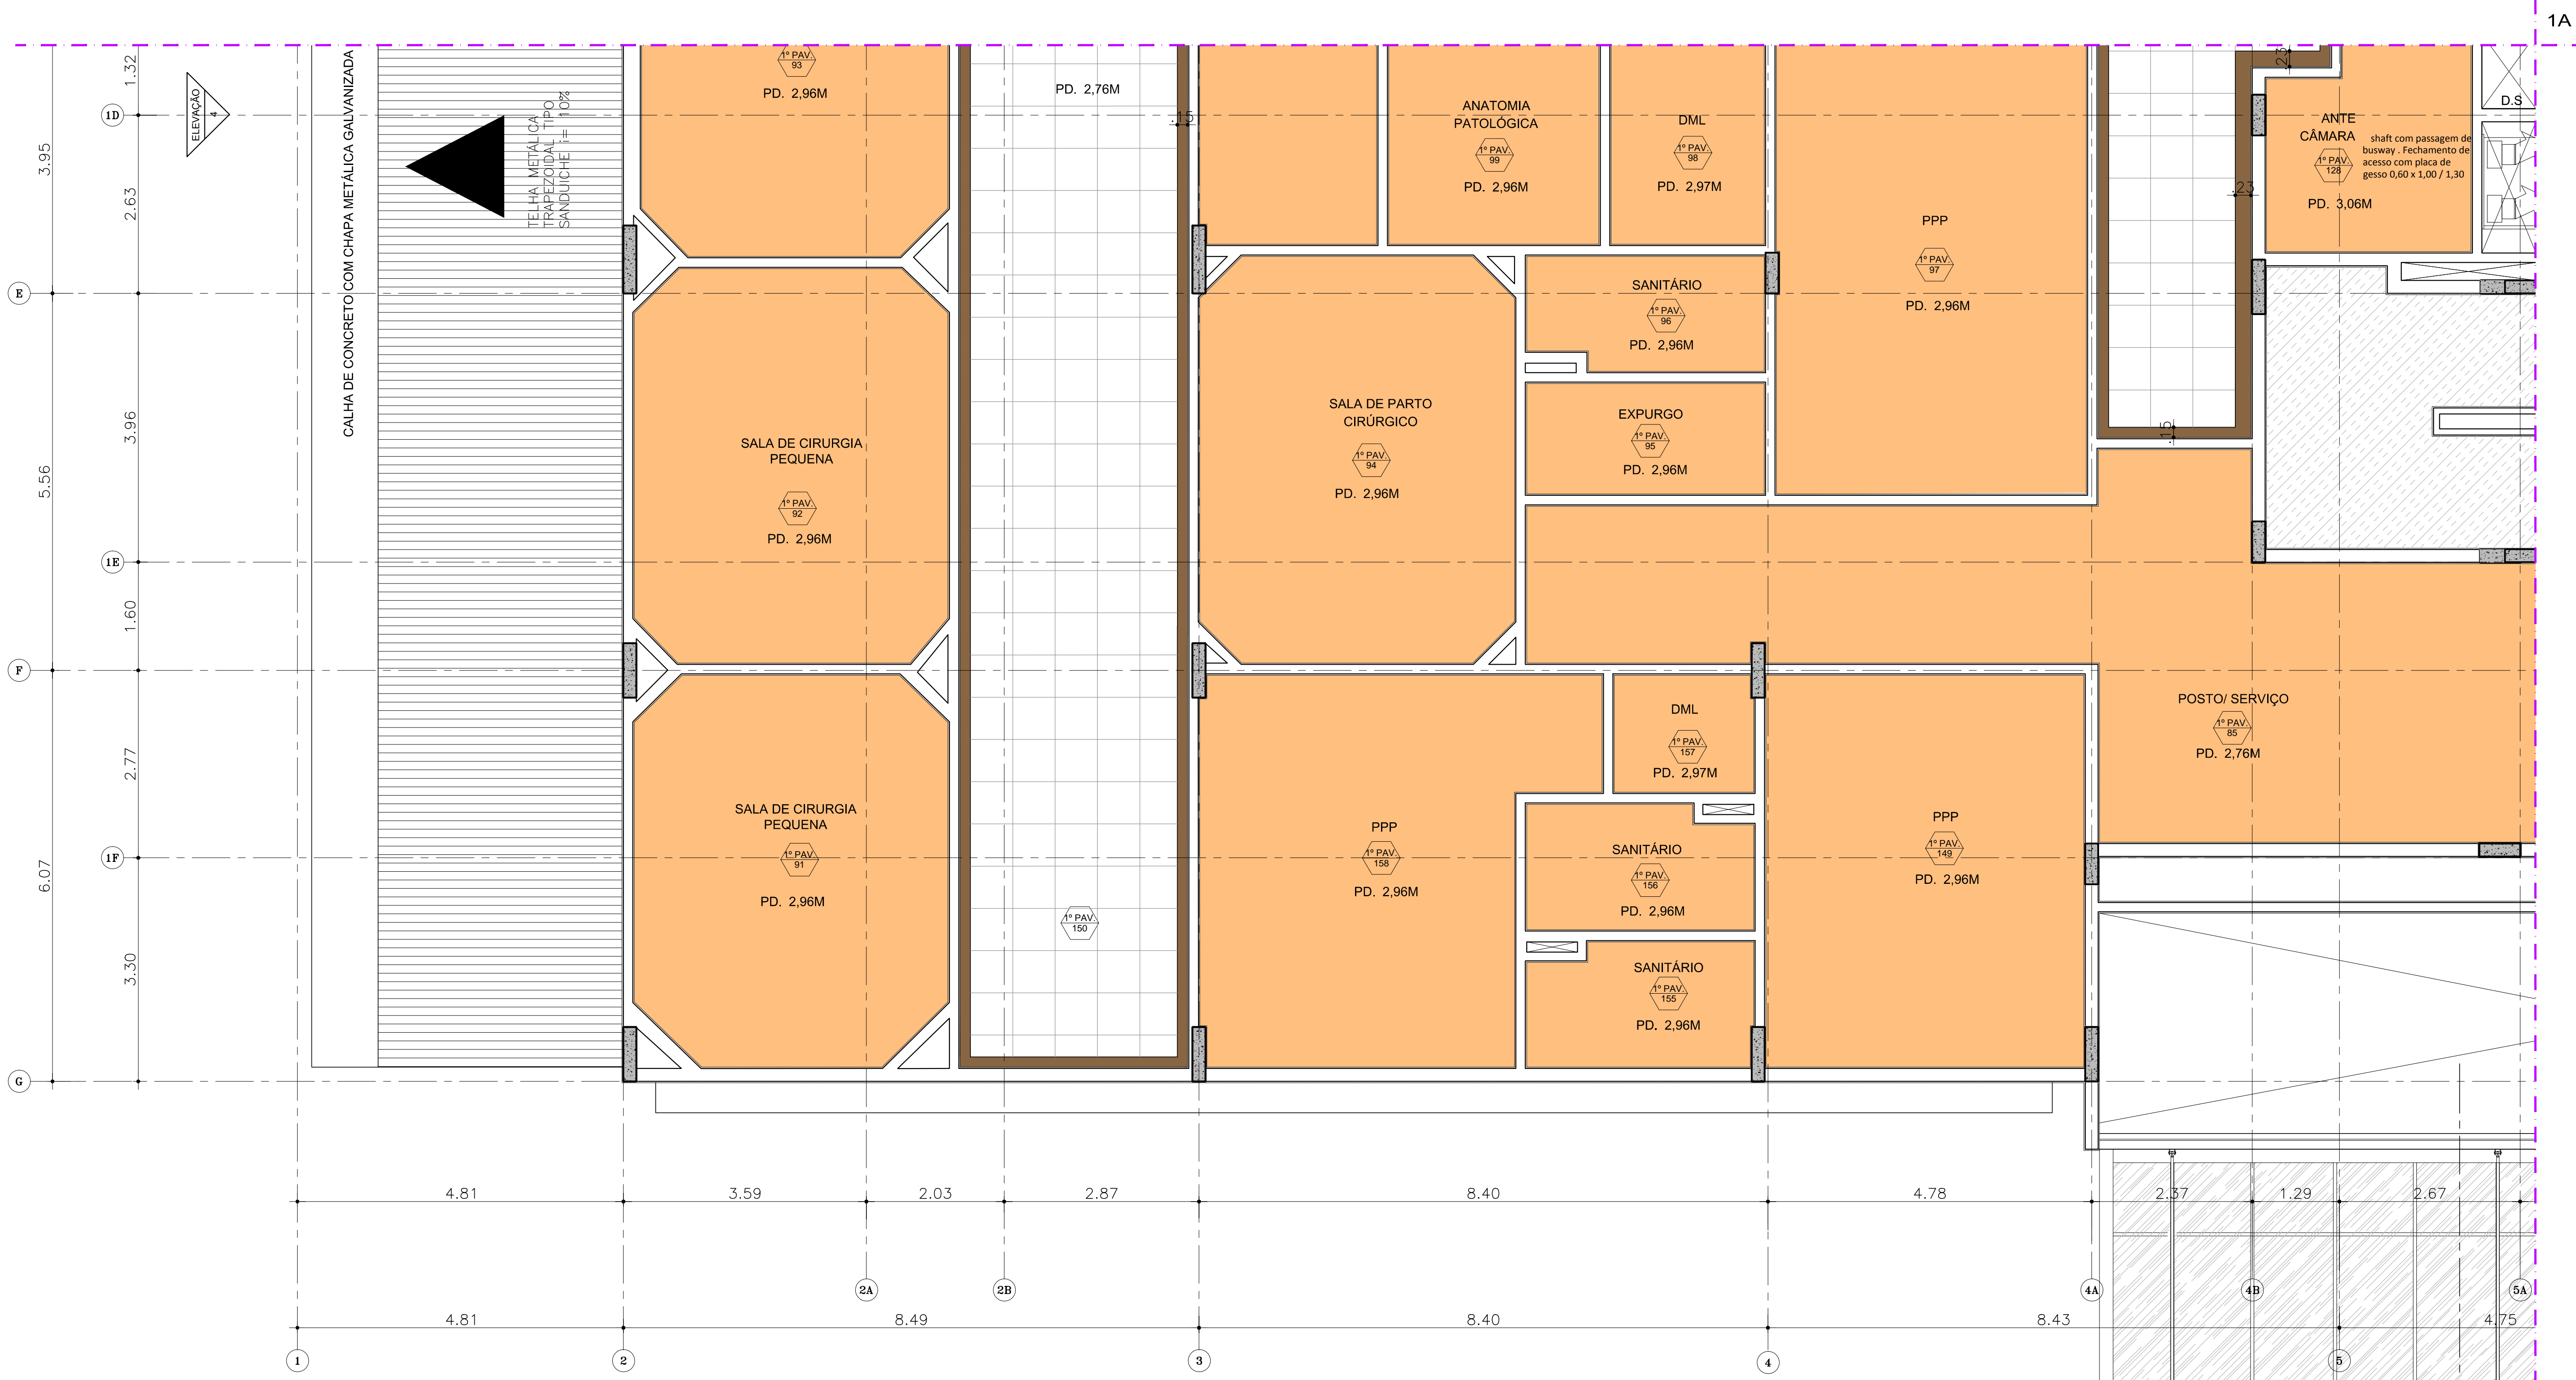 1A
1D
E
1E
F
1F
G
1.32
3.95
2.63
3.96
5.56
1.60
2.77
6.07
3.30
ELEVAÇÃO
4
CALHA DE CONCRETO COM CHAPA METÁLICA GALVANIZADA
TELHA METÁLICA
TRAPEZOIDAL TIPO
SANDUICHE i= 10%
1º PAV.
93
PD. 2,96M
PD. 2,76M
.15
ANATOMIA
PATOLÓGICA
1º PAV.
99
PD. 2,96M
DML
1º PAV.
98
PD. 2,97M
PPP
1º PAV.
97
PD. 2,96M
.23
.23
ANTE
CÂMARA
1º PAV.
128
PD. 3,06M
shaft com passagem de
busway . Fechamento de
acesso com placa de
gesso 0,60 x 1,00 / 1,30
D.S
SANITÁRIO
1º PAV.
96
PD. 2,96M
SALA DE CIRURGIA
PEQUENA
1º PAV.
92
PD. 2,96M
SALA DE PARTO
CIRÚRGICO
1º PAV.
94
PD. 2,96M
EXPURGO
1º PAV.
95
PD. 2,96M
.15
POSTO/ SERVIÇO
1º PAV.
85
PD. 2,76M
SALA DE CIRURGIA
PEQUENA
1º PAV.
91
PD. 2,96M
1º PAV.
150
PPP
1º PAV.
158
PD. 2,96M
DML
1º PAV.
157
PD. 2,97M
SANITÁRIO
1º PAV.
156
PD. 2,96M
SANITÁRIO
1º PAV.
155
PD. 2,96M
PPP
1º PAV.
149
PD. 2,96M
4.81 3.59 2.03 2.87 8.40 4.78 2.37 1.29 2.67
2A 2B 4A 4B 5A
4.81 8.49 8.40 8.43 4.75
1 2 3 4 5